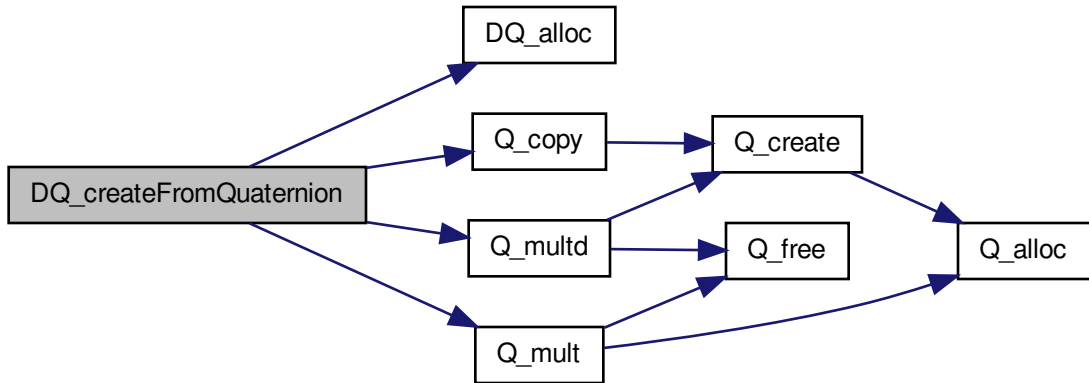 DQ_alloc
Q_copy
Q_create
DQ_createFromQuaternion
Q_multd
Q_free
Q_alloc
Q_mult